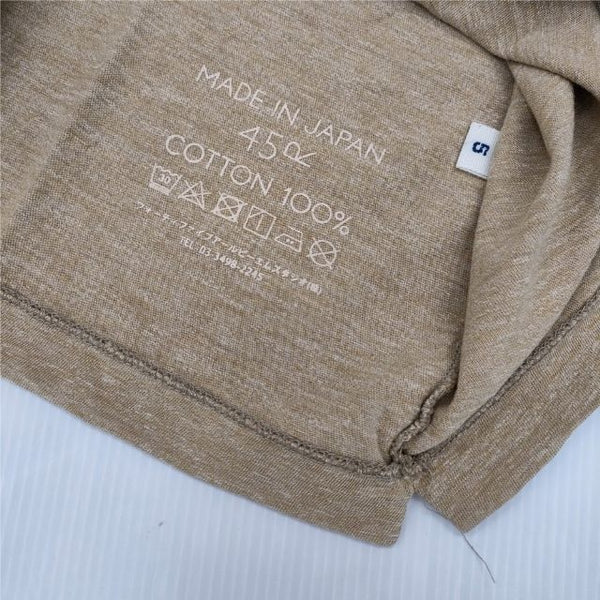 MADE IN JAPAN
45R
COTTON 100%
30
フォーティファイブアールピーエムスタジオ(株)
TEL. 03-3498-2245
5